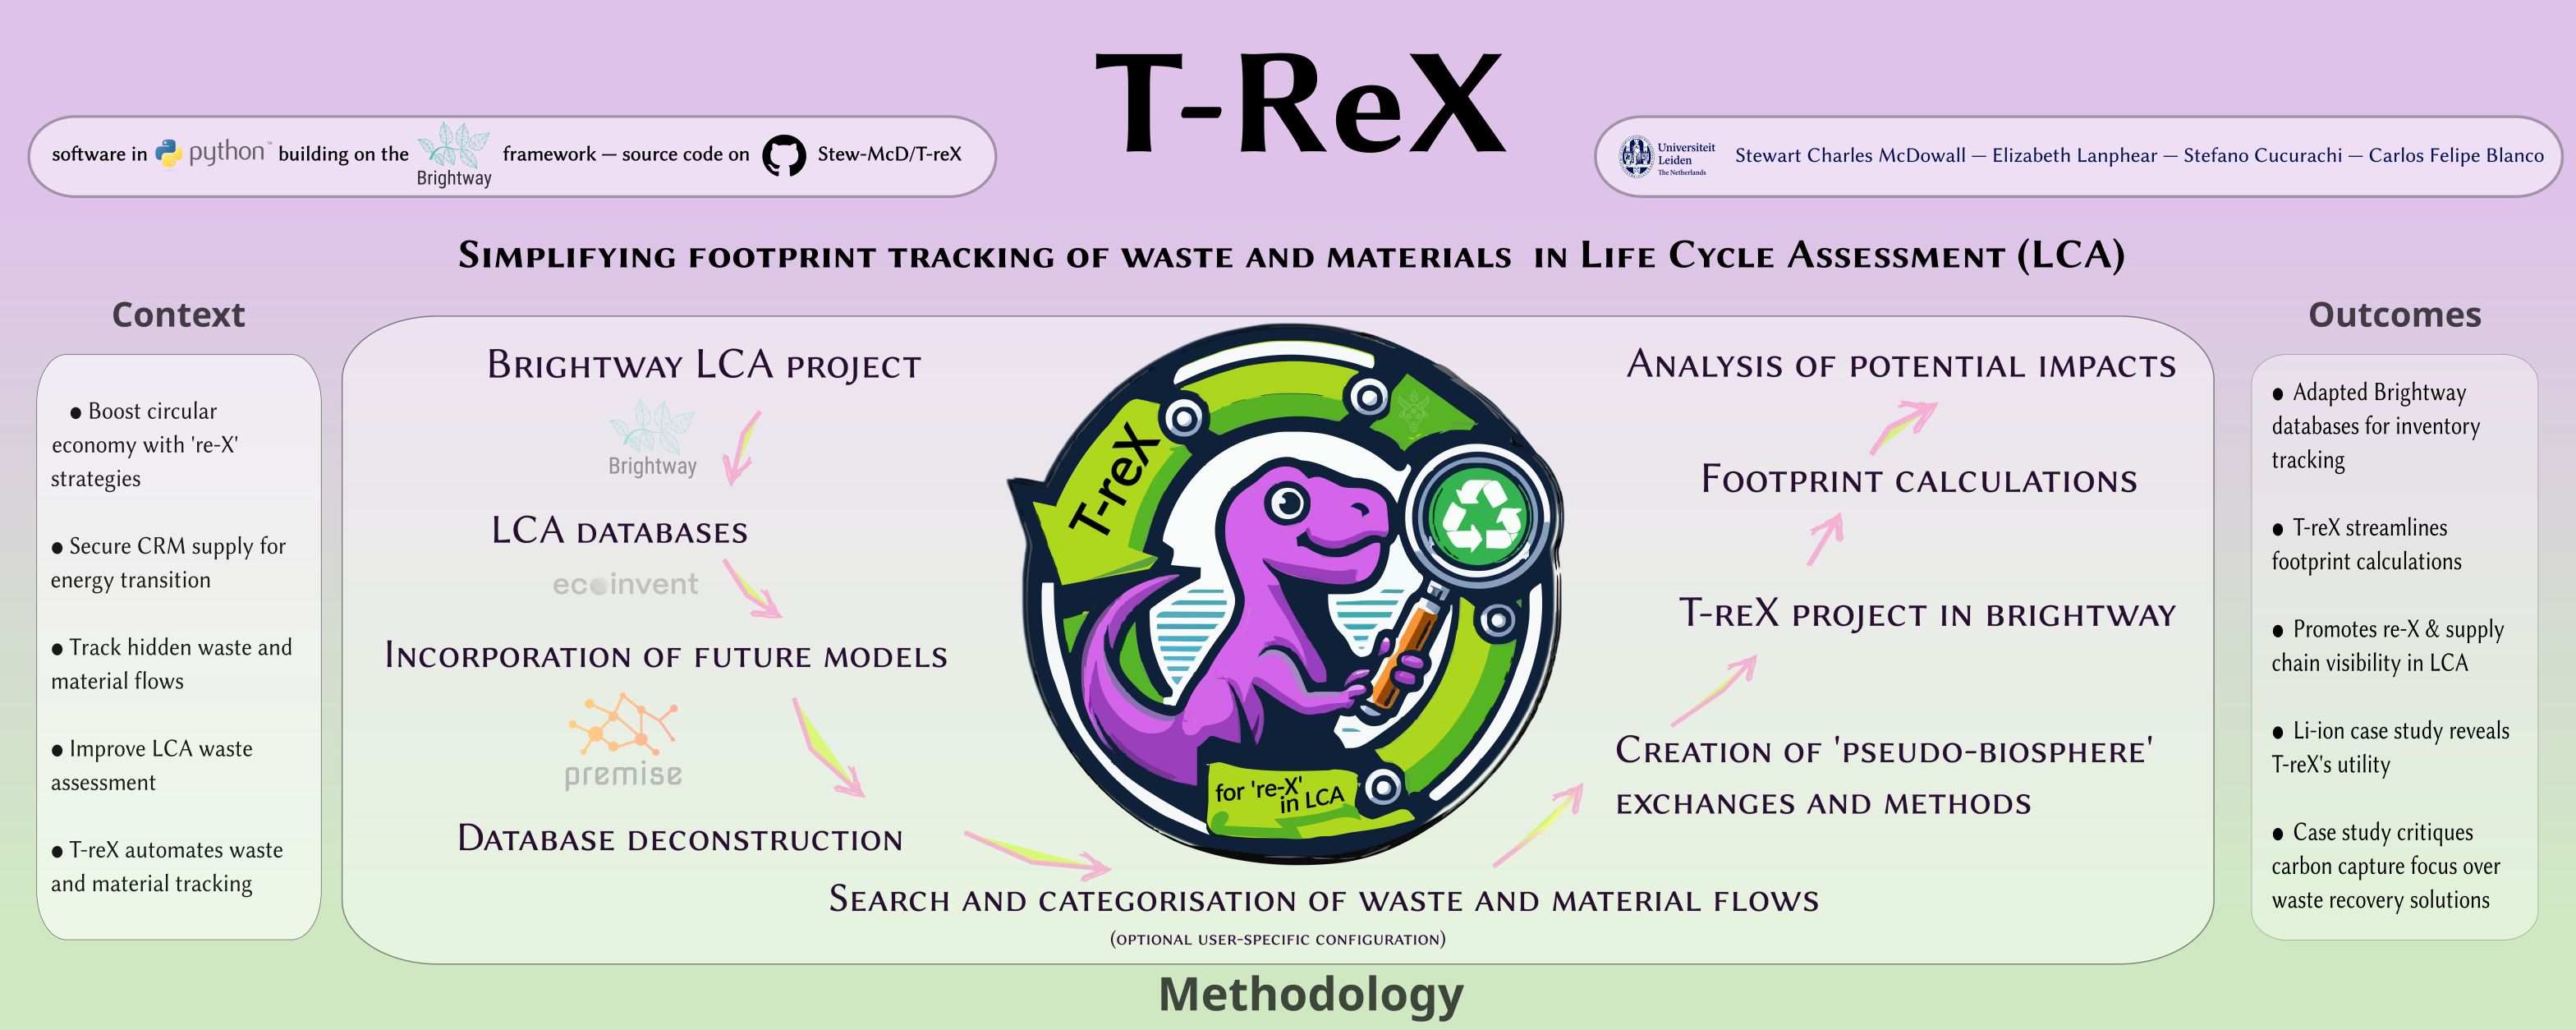 T-ReX
software in python™ building on the Brightway framework — source code on Stew-McD/T-reX
Universiteit
Leiden
The Netherlands
Stewart Charles McDowall — Elizabeth Lanphear — Stefano Cucurachi — Carlos Felipe Blanco
Simplifying footprint tracking of waste and materials in Life Cycle Assessment (LCA)
Context
● Boost circular
economy with 're-X'
strategies
● Secure CRM supply for
energy transition
● Track hidden waste and
material flows
● Improve LCA waste
assessment
● T-reX automates waste
and material tracking
Brightway LCA project
Brightway
LCA databases
ecoinvent
Incorporation of future models
premise
Database deconstruction
Search and categorisation of waste and material flows
(optional user-specific configuration)
T-reX
for 're-X'
in LCA
Creation of 'pseudo-biosphere'
exchanges and methods
T-reX project in brightway
Footprint calculations
Analysis of potential impacts
Methodology
Outcomes
● Adapted Brightway
databases for inventory
tracking
● T-reX streamlines
footprint calculations
● Promotes re-X & supply
chain visibility in LCA
● Li-ion case study reveals
T-reX's utility
● Case study critiques
carbon capture focus over
waste recovery solutions